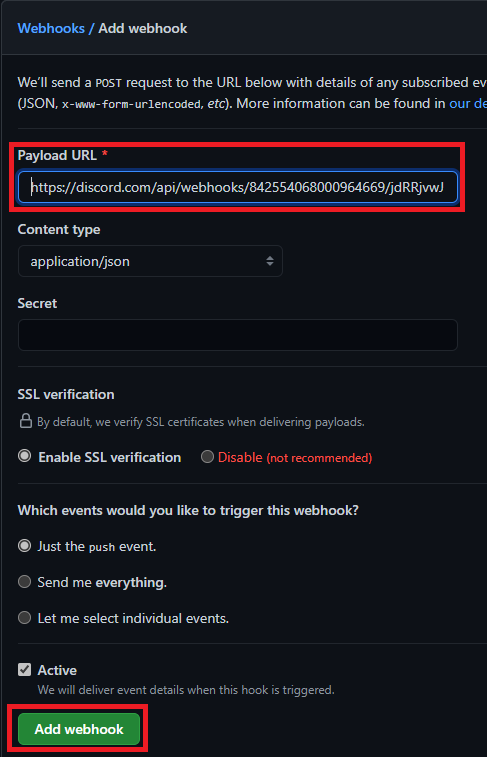 Webhooks / Add webhook
We'll send a POST request to the URL below with details of any subscribed
(JSON, x-www-form-urlencoded, etc). More information can be found in our
Payload URL *
https://discord.com/api/webhooks/842554068000964669/jdRRjvwJ
Content type
application/json
Secret
SSL verification
By default, we verify SSL certificates when delivering payloads.
Enable SSL verification Disable (not recommended)
Which events would you like to trigger this webhook?
Just the push event.
Send me everything.
Let me select individual events.
Active
We will deliver event details when this hook is triggered.
Add webhook